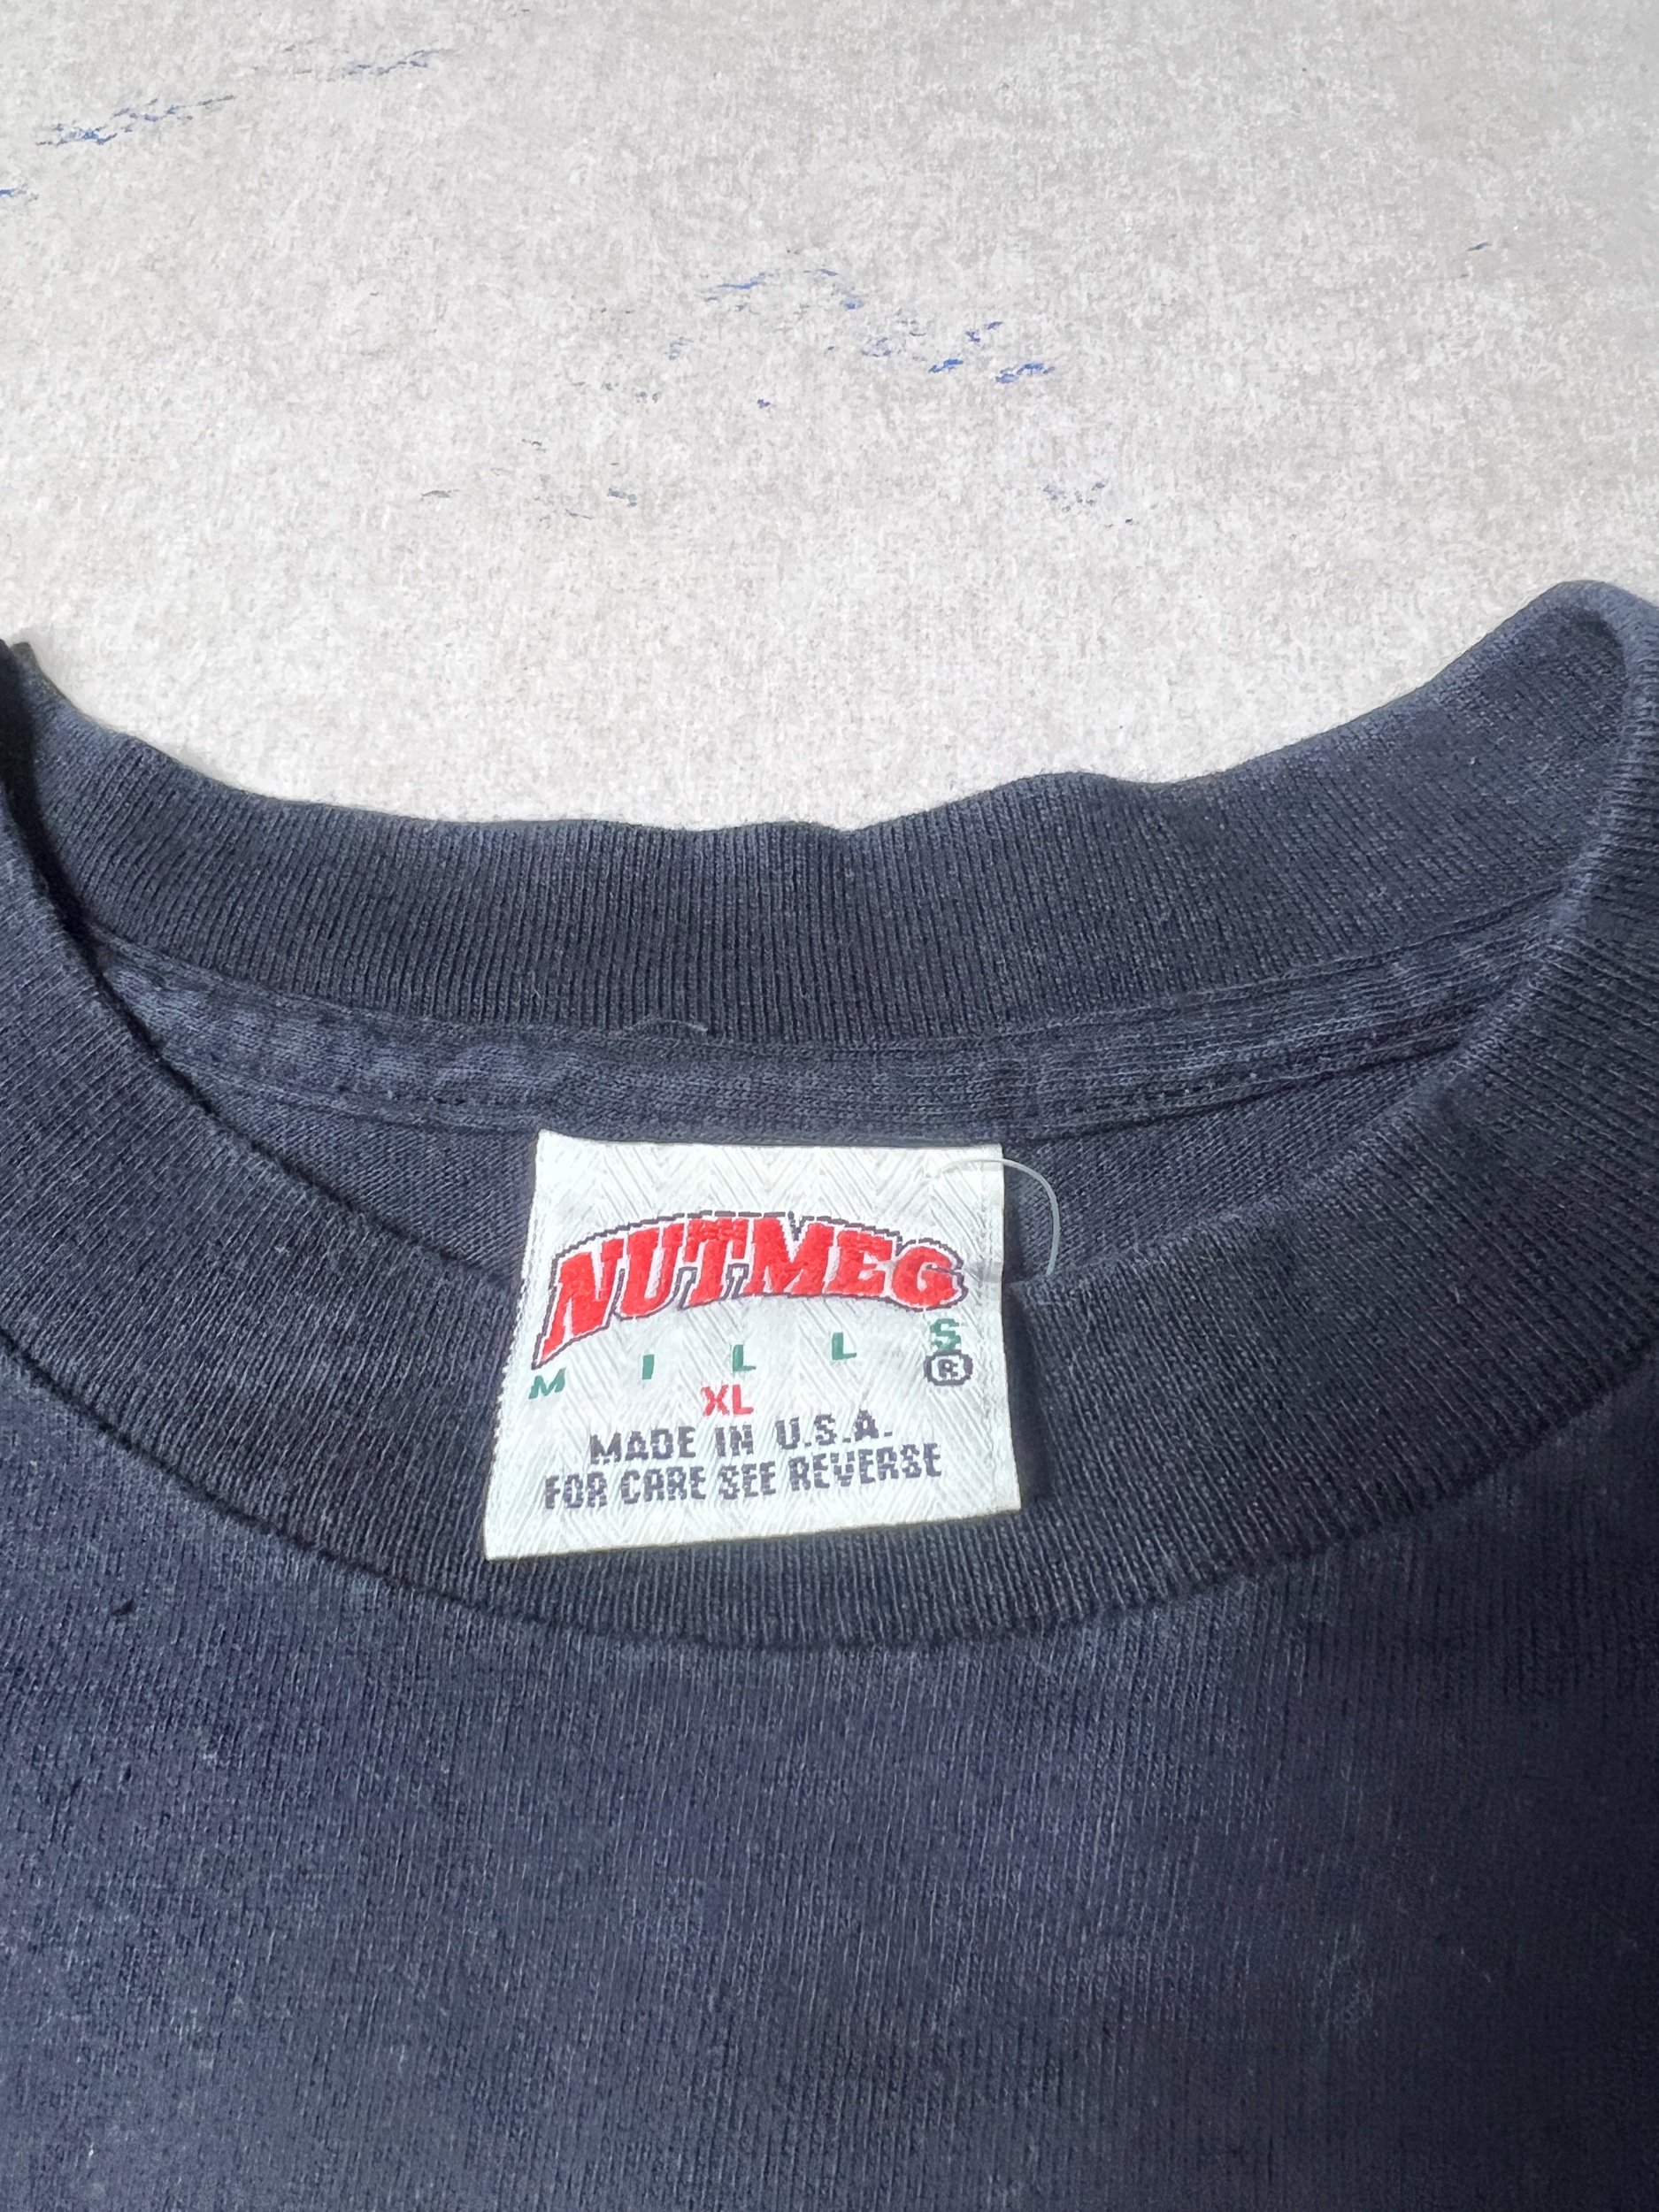 NUTMEG
MILLS
®
XL
MADE IN U.S.A.
FOR CARE SEE REVERSE